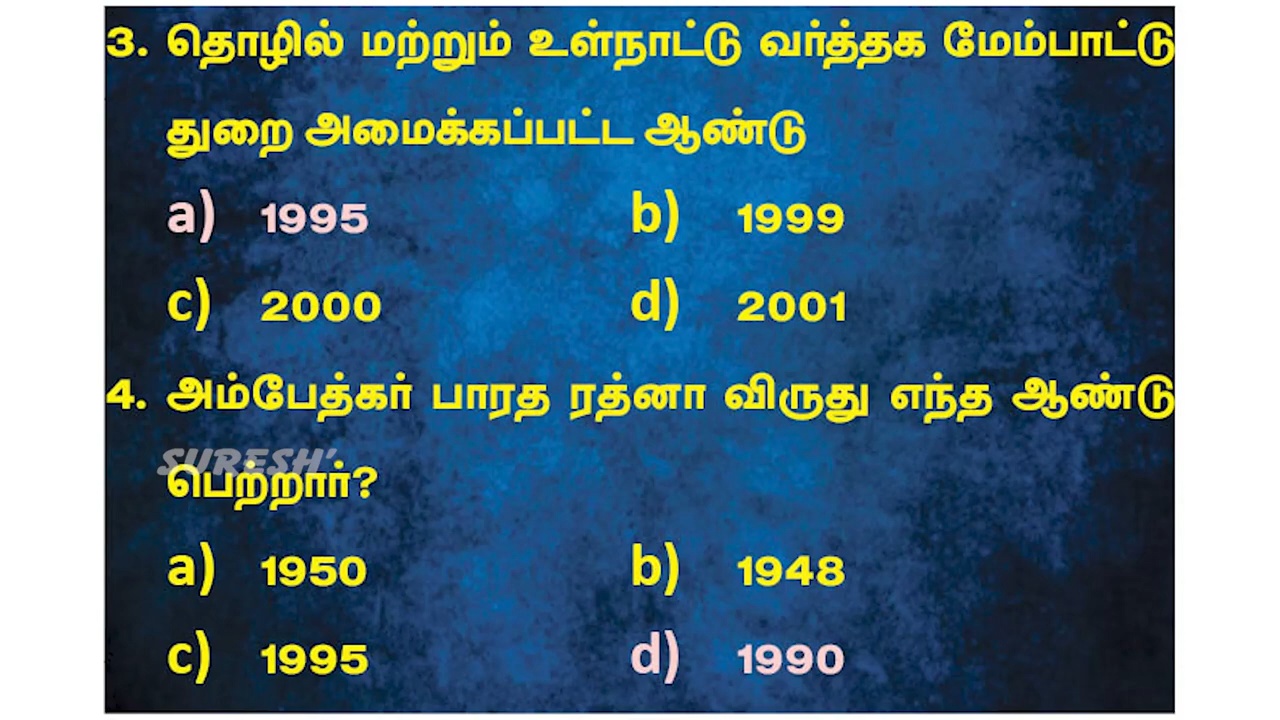 3. தொழில் மற்றும் உள்நாட்டு வர்த்தக மேம்பாட்டு
துறை அமைக்கப்பட்ட ஆண்டு
a) 1995 b) 1999
c) 2000 d) 2001
4. அம்பேத்கர் பாரத ரத்னா விருது எந்த ஆண்டு
SURESH'
பெற்றார்?
a) 1950 b) 1948
c) 1995 d) 1990